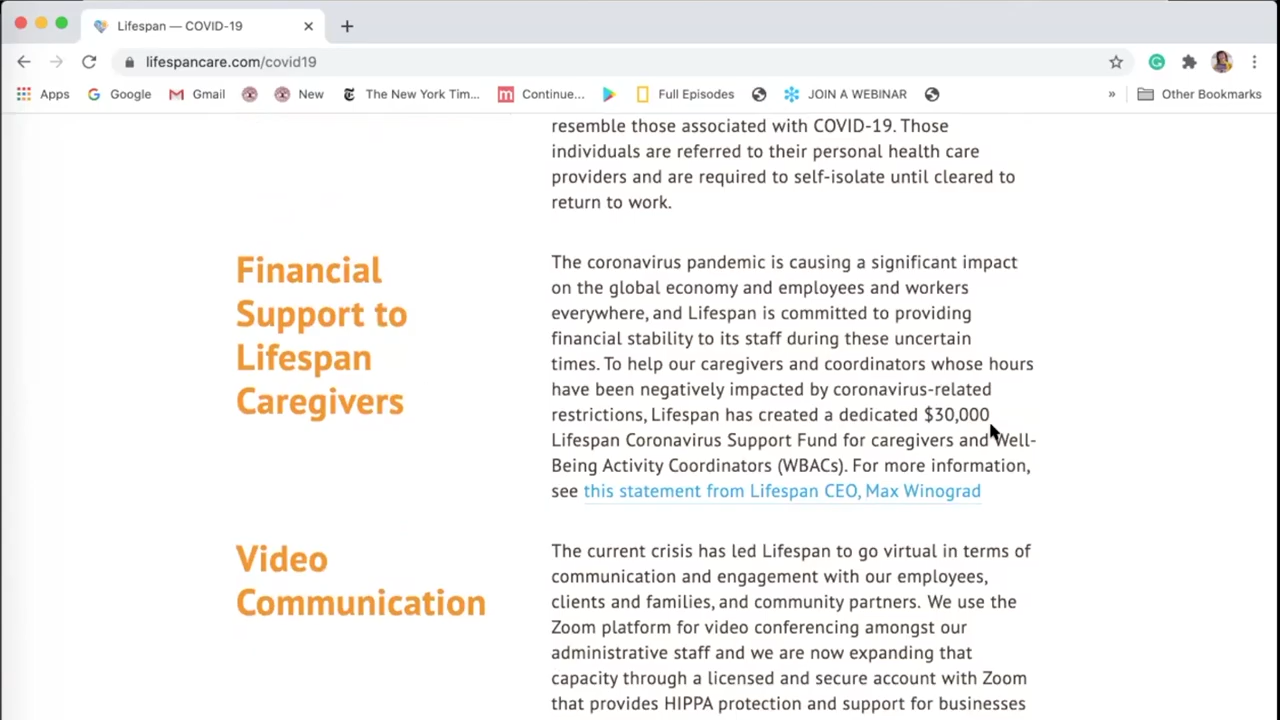 Lifespan — COVID-19
lifespancare.com/covid19
Apps Google Gmail New The New York Tim... Continue... Full Episodes JOIN A WEBINAR » Other Bookmarks
resemble those associated with COVID-19. Those
individuals are referred to their personal health care
providers and are required to self-isolate until cleared to
return to work.
Financial
Support to
Lifespan
Caregivers
The coronavirus pandemic is causing a significant impact
on the global economy and employees and workers
everywhere, and Lifespan is committed to providing
financial stability to its staff during these uncertain
times. To help our caregivers and coordinators whose hours
have been negatively impacted by coronavirus-related
restrictions, Lifespan has created a dedicated $30,000
Lifespan Coronavirus Support Fund for caregivers and Well-
Being Activity Coordinators (WBACs). For more information,
see this statement from Lifespan CEO, Max Winograd
Video
Communication
The current crisis has led Lifespan to go virtual in terms of
communication and engagement with our employees,
clients and families, and community partners. We use the
Zoom platform for video conferencing amongst our
administrative staff and we are now expanding that
capacity through a licensed and secure account with Zoom
that provides HIPPA protection and support for businesses